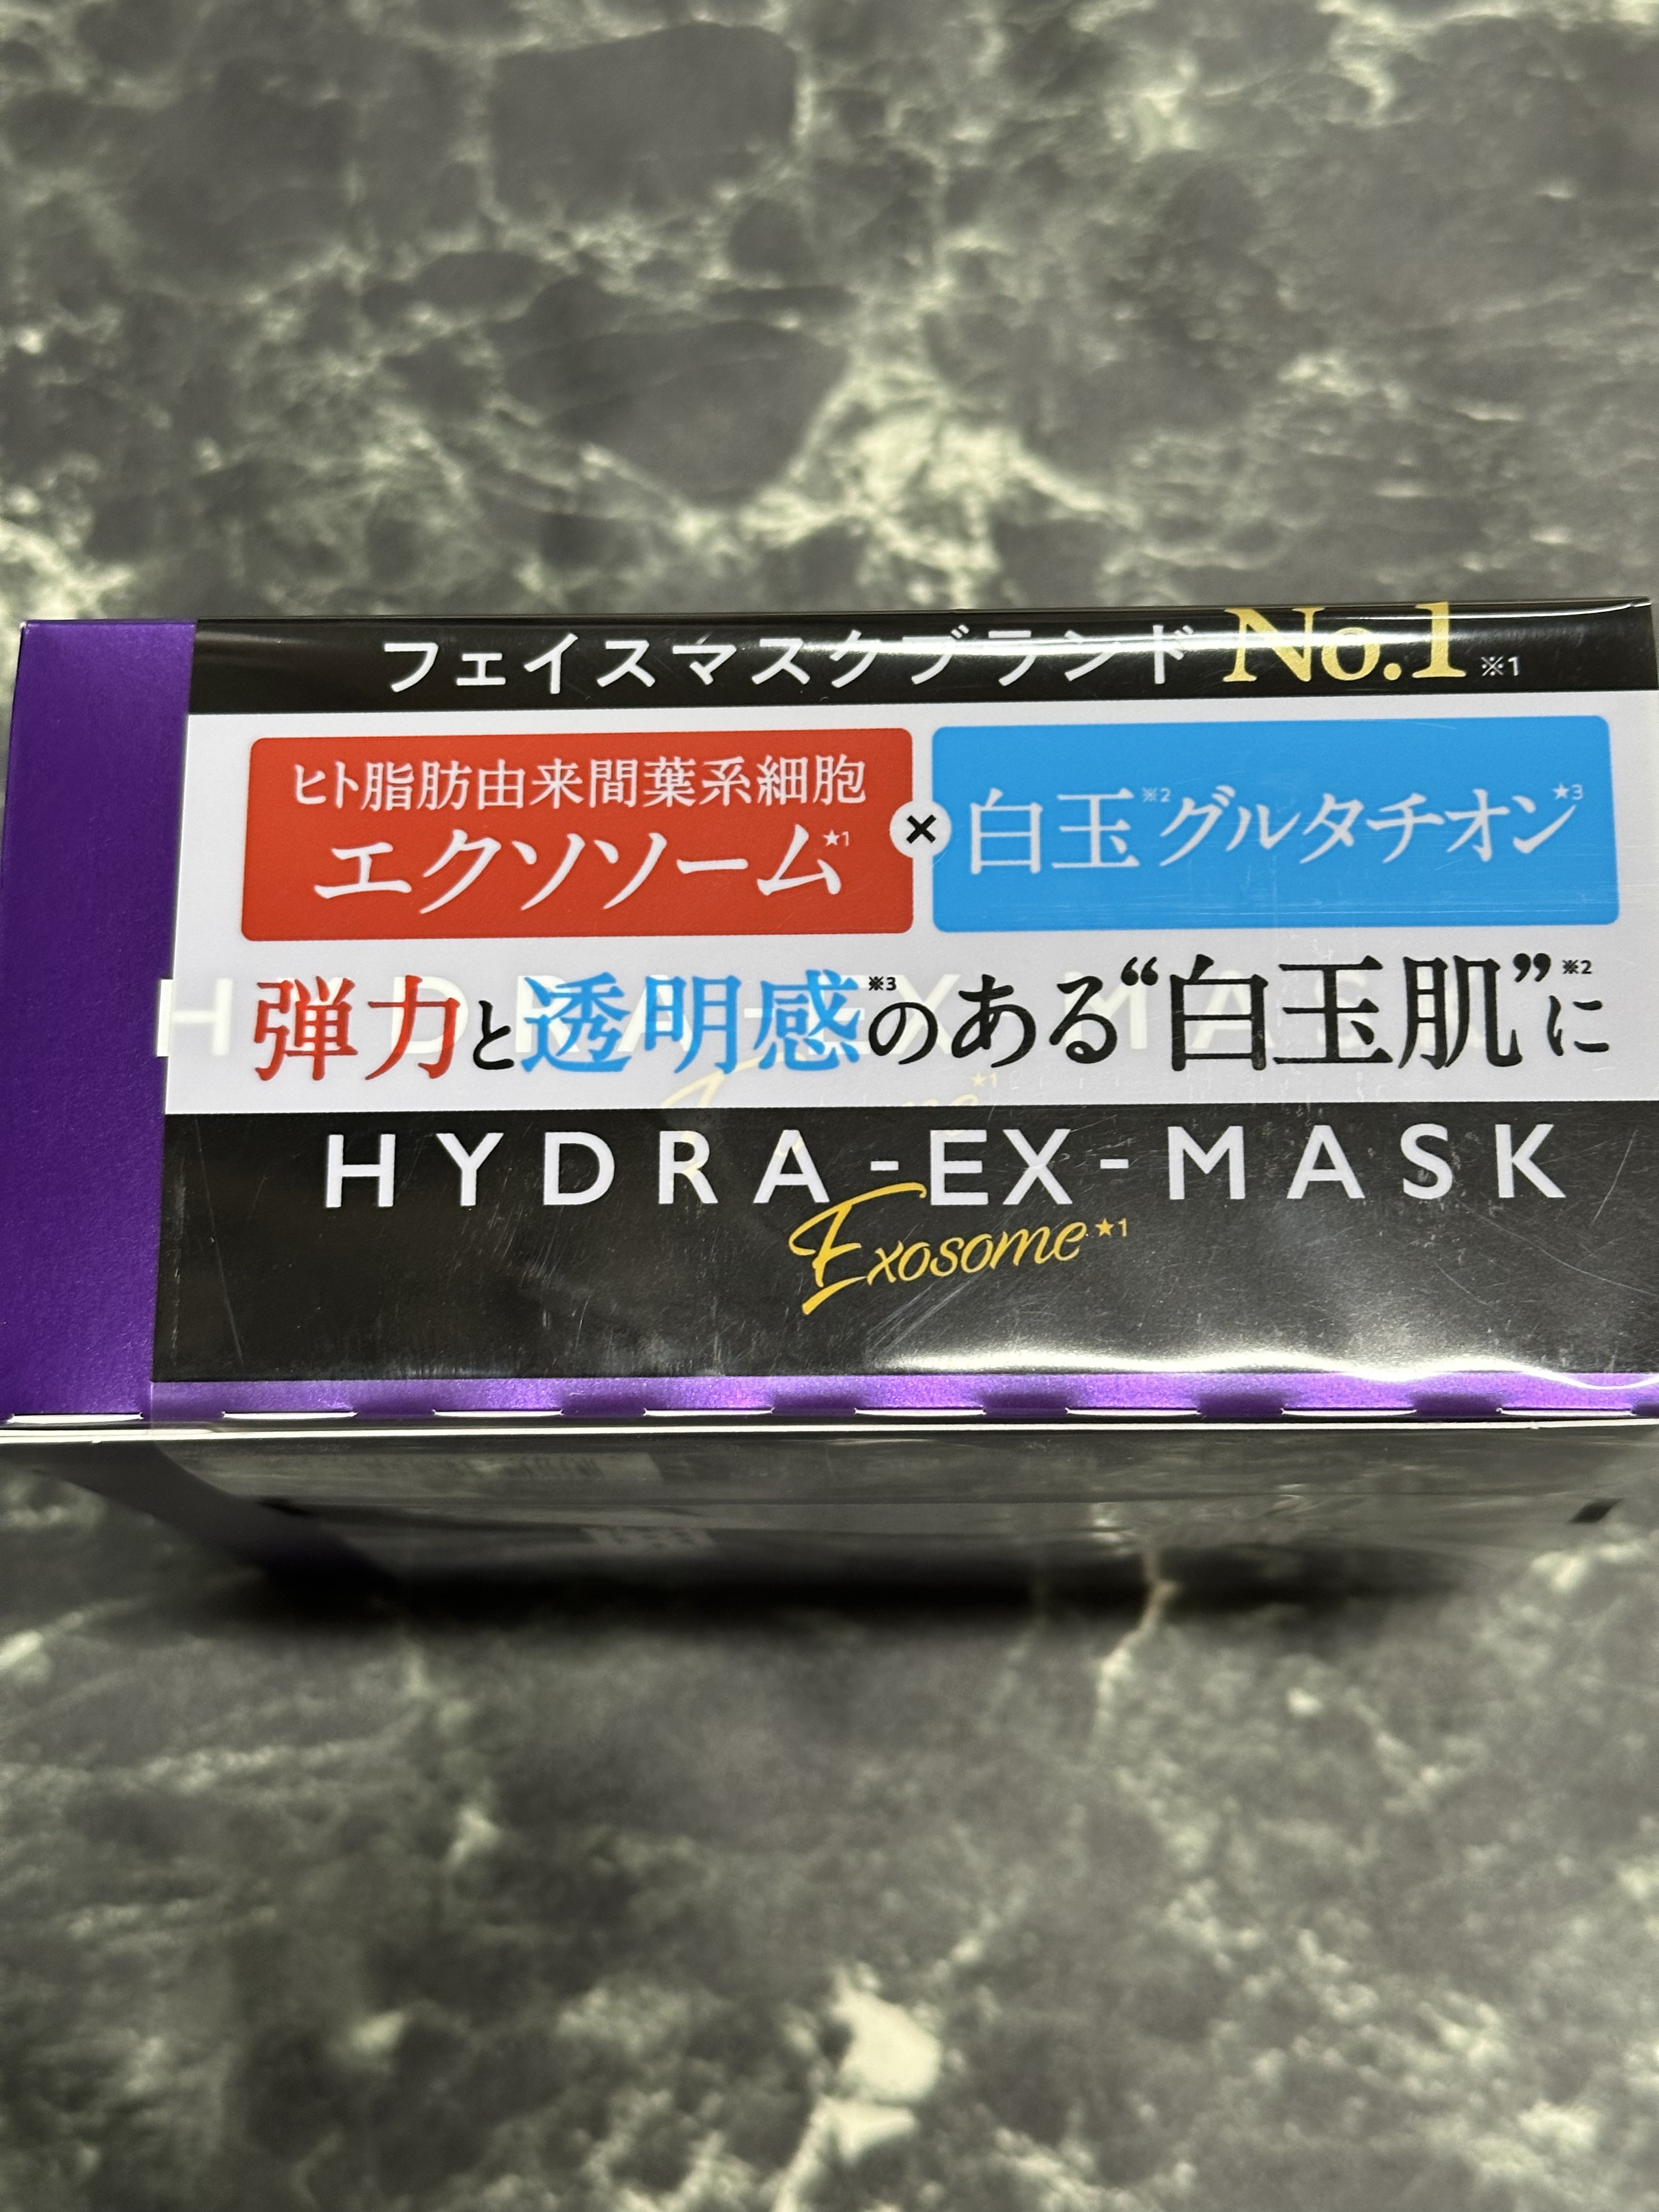 フェイスマスクブランド No.1 ※1
ヒト脂肪由来間葉系細胞
エクソソーム★1
×
白玉※2グルタチオン★3
弾力と透明感※3のある“白玉肌”※2に
HYDRA-EX-MASK
Exosome★1